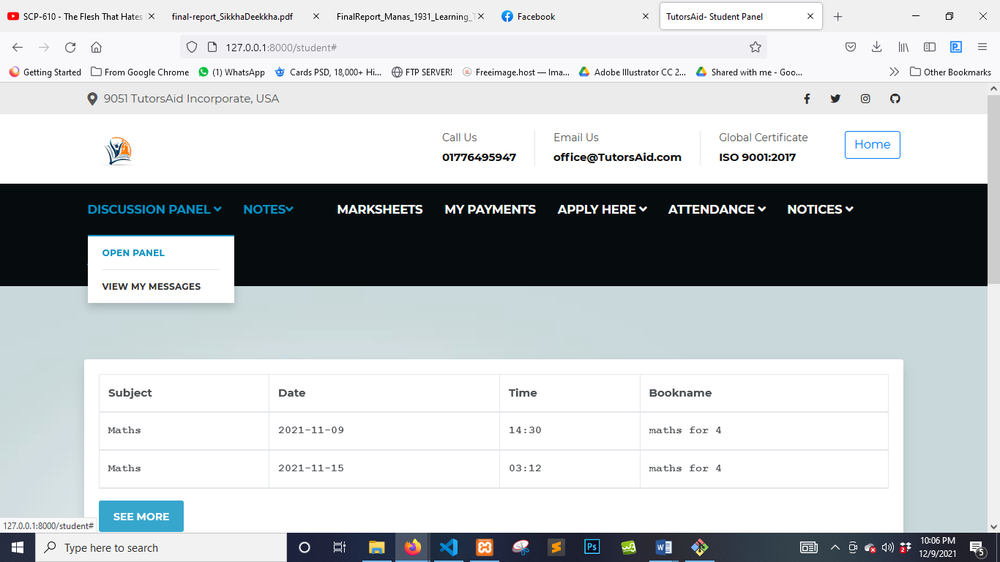 SCP-610 - The Flesh That Hates
final-report_SikkhaDeekkha.pdf
FinalReport_Manas_1931_Learning_
Facebook
TutorsAid- Student Panel
127.0.0.1:8000/student#
Getting Started
From Google Chrome
(1) WhatsApp
Cards PSD, 18,000+ Hi...
FTP SERVER!
Freeimage.host — Ima...
Adobe Illustrator CC 2...
Shared with me - Goo...
Other Bookmarks
9051 TutorsAid Incorporate, USA
Call Us
01776495947
Email Us
office@TutorsAid.com
Global Certificate
ISO 9001:2017
Home
DISCUSSION PANEL
NOTES
MARKSHEETS
MY PAYMENTS
APPLY HERE
ATTENDANCE
NOTICES
OPEN PANEL
VIEW MY MESSAGES
Subject Date Time Bookname
Maths 2021-11-09 14:30 maths for 4
Maths 2021-11-15 03:12 maths for 4
SEE MORE
127.0.0.1:8000/student#
Type here to search
Ps
10:06 PM
12/9/2021
5